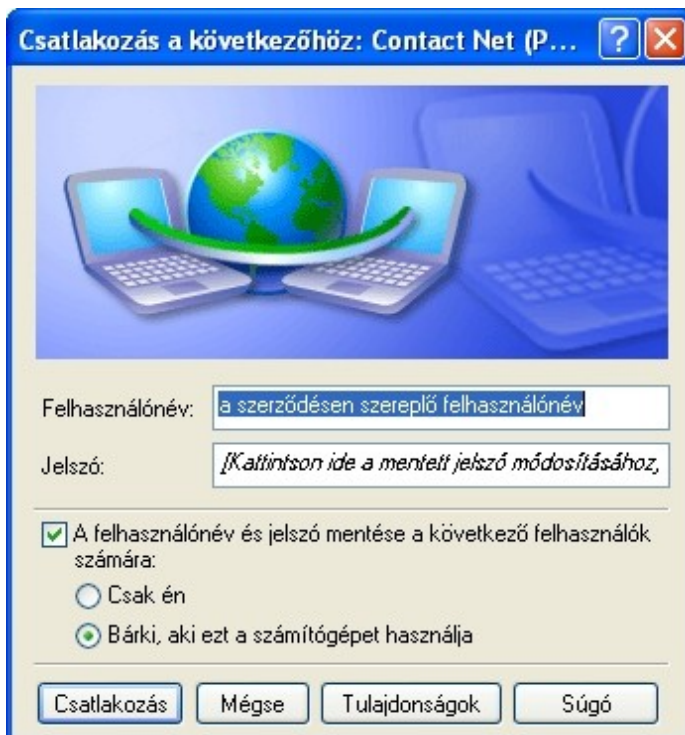 Csatlakozás a következőhöz: Contact Net (P...
Felhasználónév:
a szerződésen szereplő felhasználónév
Jelszó:
[Kattintson ide a mentett jelszó módosításához,
A felhasználónév és jelszó mentése a következő felhasználók
számára:
Csak én
Bárki, aki ezt a számítógépet használja
Csatlakozás
Mégse
Tulajdonságok
Súgó